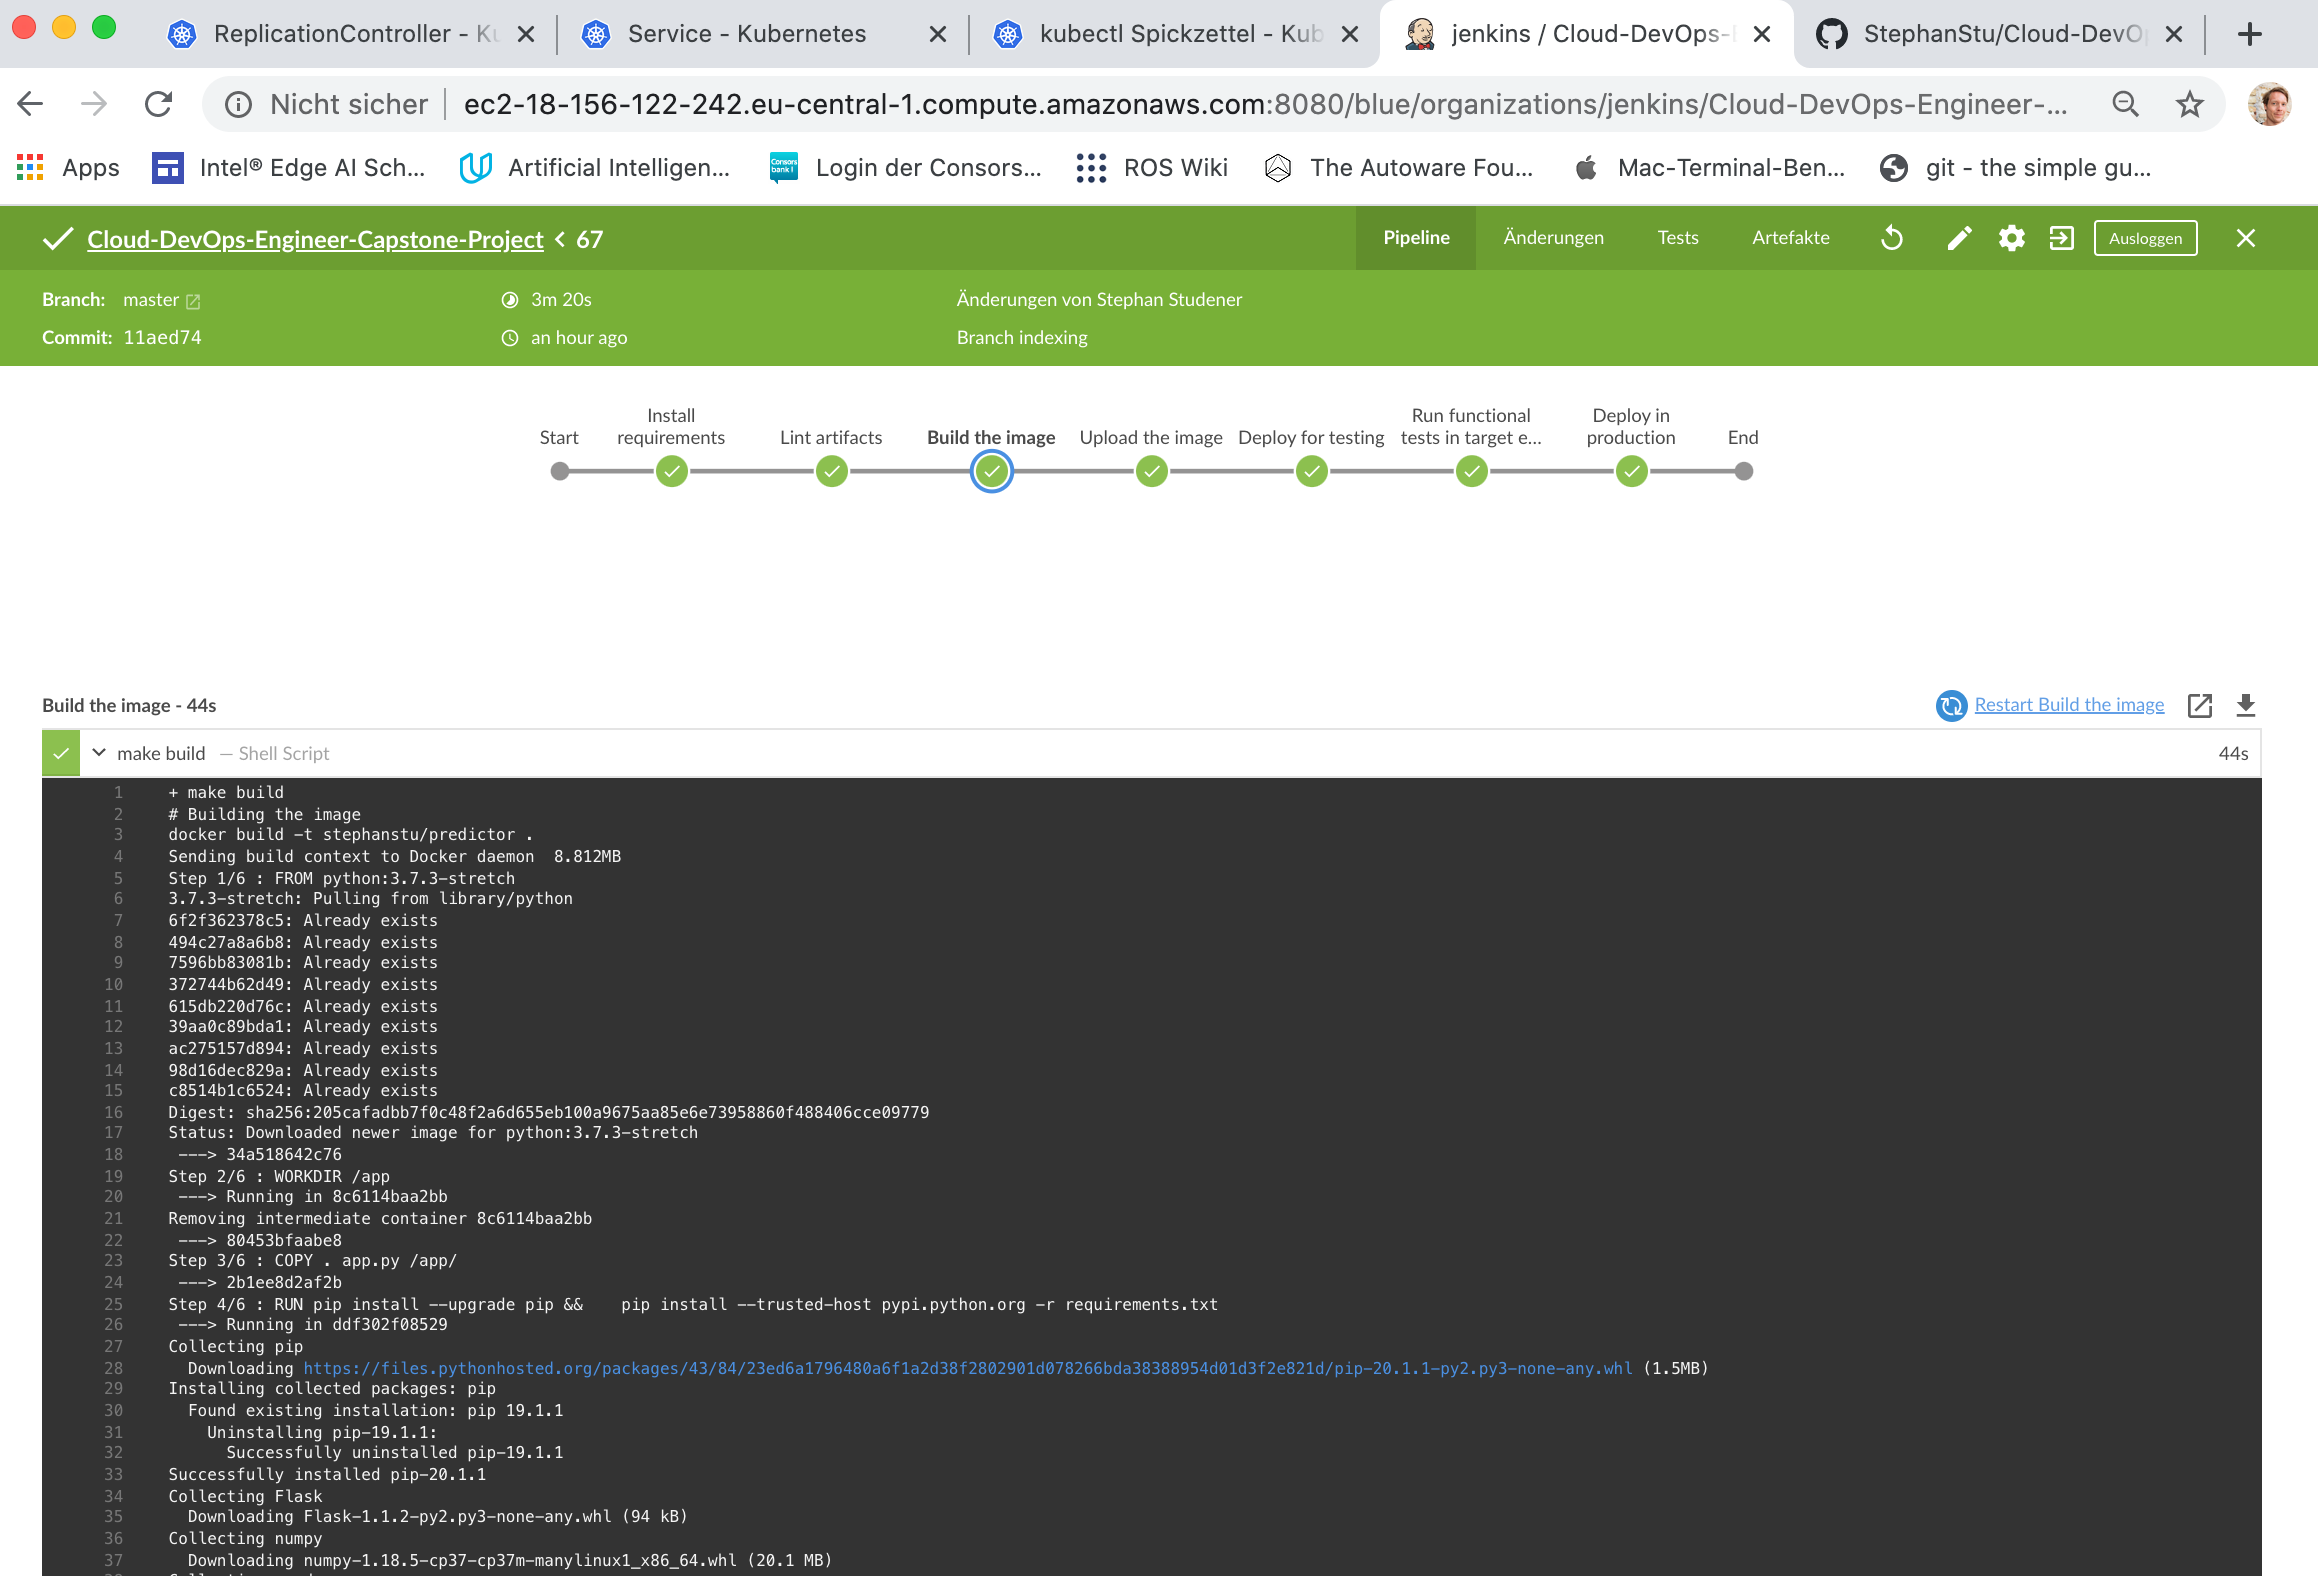 ReplicationController - Ku
Service - Kubernetes
kubectl Spickzettel - Kub
jenkins / Cloud-DevOps-
StephanStu/Cloud-DevO
Nicht sicher
ec2-18-156-122-242.eu-central-1.compute.amazonaws.com:8080/blue/organizations/jenkins/Cloud-DevOps-Engineer-...
Apps
Intel® Edge AI Sch...
Artificial Intelligen...
Consors bank!
Login der Consors...
ROS Wiki
The Autoware Fou...
Mac-Terminal-Ben...
git - the simple gu...
Cloud-DevOps-Engineer-Capstone-Project < 67
Pipeline
Änderungen
Tests
Artefakte
Ausloggen
Branch: master
3m 20s
Änderungen von Stephan Studener
Commit: 11aed74
an hour ago
Branch indexing
Start
Install
requirements
Lint artifacts
Build the image
Upload the image
Deploy for testing
Run functional
tests in target e...
Deploy in
production
End
Build the image - 44s
Restart Build the image
make build — Shell Script
44s
1 + make build
2 # Building the image
3 docker build -t stephanstu/predictor .
4 Sending build context to Docker daemon  8.812MB
5 Step 1/6 : FROM python:3.7.3-stretch
6 3.7.3-stretch: Pulling from library/python
7 6f2f362378c5: Already exists
8 494c27a8a6b8: Already exists
9 7596bb83081b: Already exists
10 372744b62d49: Already exists
11 615db220d76c: Already exists
12 39aa0c89bda1: Already exists
13 ac275157d894: Already exists
14 98d16dec829a: Already exists
15 c8514b1c6524: Already exists
16 Digest: sha256:205cafadbb7f0c48f2a6d655eb100a9675aa85e6e73958860f488406cce09779
17 Status: Downloaded newer image for python:3.7.3-stretch
18 ---> 34a518642c76
19 Step 2/6 : WORKDIR /app
20 ---> Running in 8c6114baa2bb
21 Removing intermediate container 8c6114baa2bb
22 ---> 80453bfaabe8
23 Step 3/6 : COPY . app.py /app/
24 ---> 2b1ee8d2af2b
25 Step 4/6 : RUN pip install --upgrade pip &&    pip install --trusted-host pypi.python.org -r requirements.txt
26 ---> Running in ddf302f08529
27 Collecting pip
28 Downloading https://files.pythonhosted.org/packages/43/84/23ed6a1796480a6f1a2d38f2802901d078266bda38388954d01d3f2e821d/pip-20.1.1-py2.py3-none-any.whl (1.5MB)
29 Installing collected packages: pip
30 Found existing installation: pip 19.1.1
31 Uninstalling pip-19.1.1:
32 Successfully uninstalled pip-19.1.1
33 Successfully installed pip-20.1.1
34 Collecting Flask
35 Downloading Flask-1.1.2-py2.py3-none-any.whl (94 kB)
36 Collecting numpy
37 Downloading numpy-1.18.5-cp37-cp37m-manylinux1_x86_64.whl (20.1 MB)